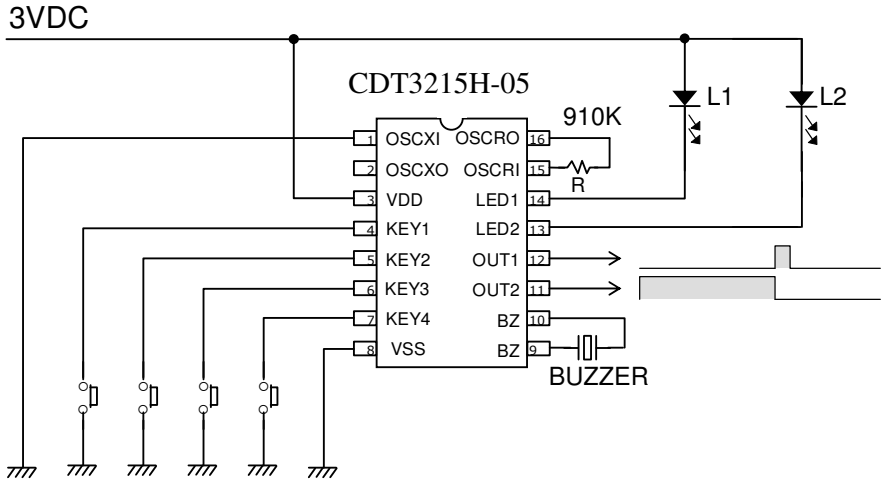 3VDC
CDT3215H-05
L1
L2
910K
R
1 OSCXI OSCRO 16
2 OSCXO OSCRI 15
3 VDD LED1 14
4 KEY1 LED2 13
5 KEY2 OUT1 12
6 KEY3 OUT2 11
7 KEY4 BZ 10
8 VSS BZ 9
BUZZER